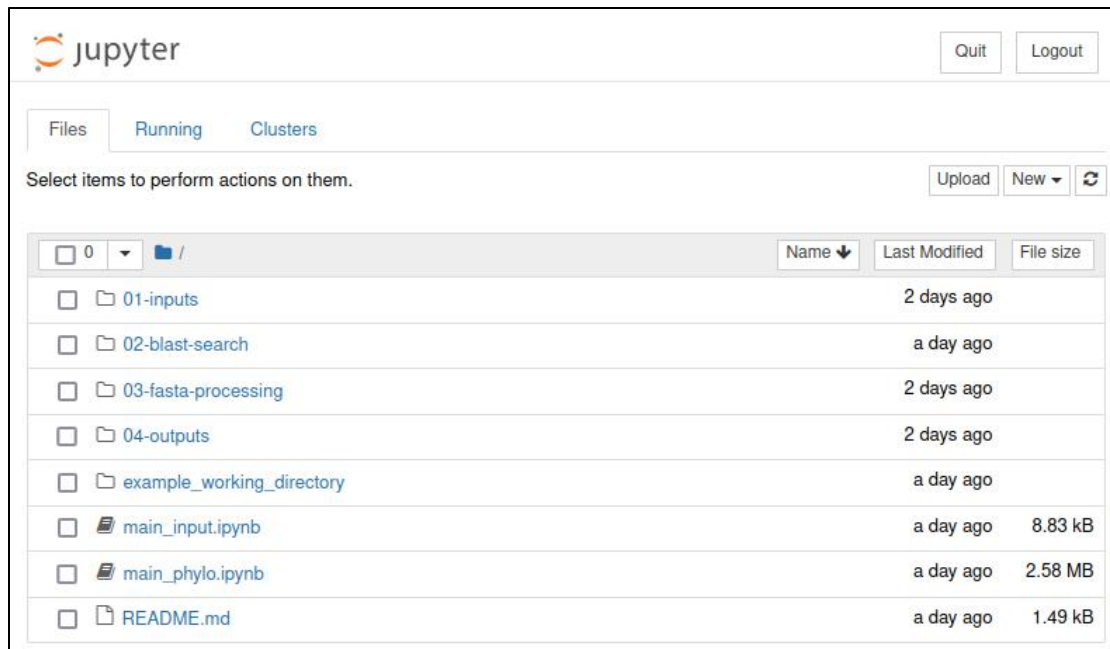 jupyter Quit Logout
Files Running Clusters
Select items to perform actions on them. Upload New
0 / Name Last Modified File size
01-inputs 2 days ago
02-blast-search a day ago
03-fasta-processing 2 days ago
04-outputs 2 days ago
example_working_directory a day ago
main_input.ipynb a day ago 8.83 kB
main_phylo.ipynb a day ago 2.58 MB
README.md a day ago 1.49 kB